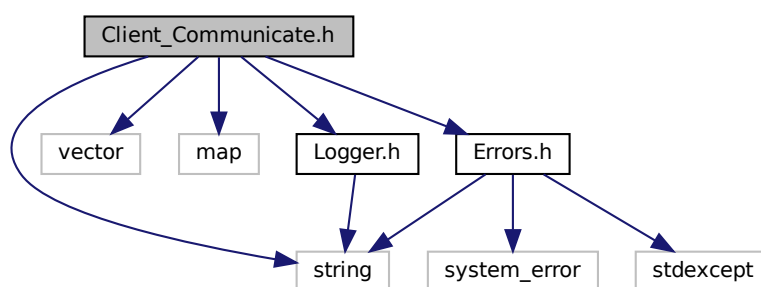 Client_Communicate.h
vector
map
Logger.h
Errors.h
string
system_error
stdexcept